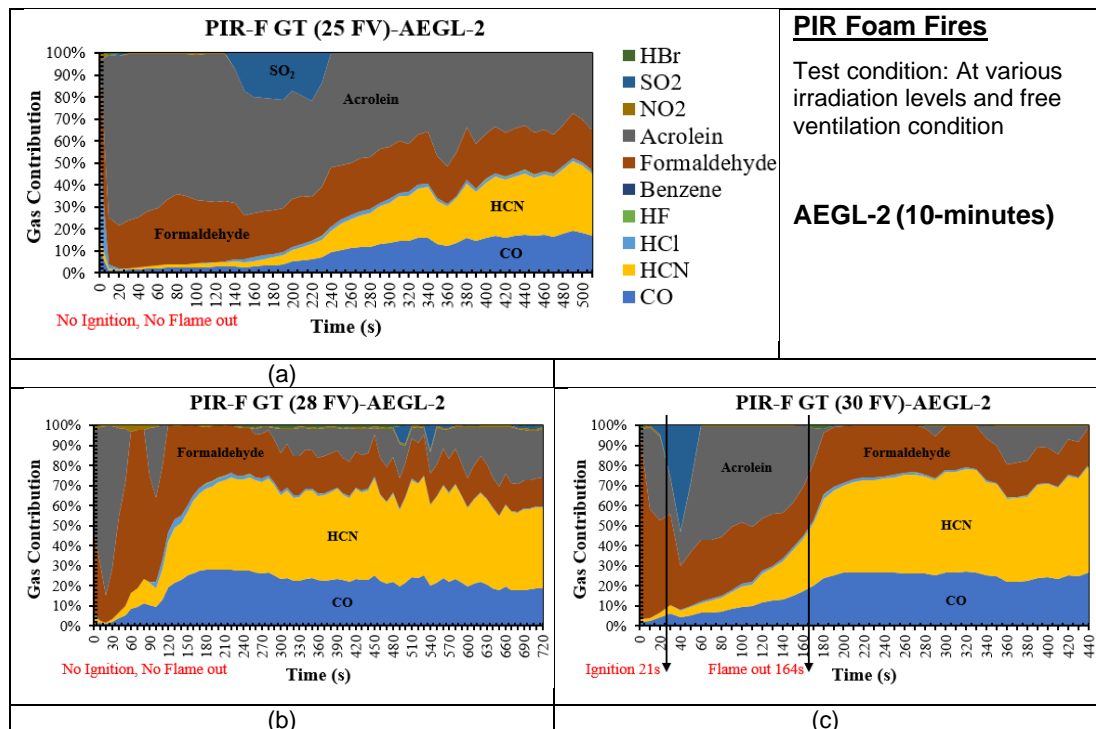 PIR-F GT (25 FV)-AEGL-2
Gas Contribution
100%
90%
80%
70%
60%
50%
40%
30%
20%
10%
0%
SO₂
Acrolein
Formaldehyde
HCN
CO
0 20 40 60 80 100 120 140 160 180 200 220 240 260 280 300 320 340 360 380 400 420 440 460 480 500
No Ignition, No Flame out
Time (s)
HBr
SO2
NO2
Acrolein
Formaldehyde
Benzene
HF
HCl
HCN
CO
PIR Foam Fires
Test condition: At various
irradiation levels and free
ventilation condition
AEGL-2 (10-minutes)
(a)
PIR-F GT (28 FV)-AEGL-2
Gas Contribution
100%
90%
80%
70%
60%
50%
40%
30%
20%
10%
0%
Formaldehyde
HCN
CO
0 30 60 90 120 150 180 210 240 270 300 330 360 390 420 450 480 510 540 570 600 630 660 690 720
No Ignition, No Flame out
Time (s)
PIR-F GT (30 FV)-AEGL-2
Gas Contribution
100%
90%
80%
70%
60%
50%
40%
30%
20%
10%
0%
Acrolein
Formaldehyde
HCN
CO
0 20 40 60 80 100 120 140 160 180 200 220 240 260 280 300 320 340 360 380 400 420 440
Ignition 21s
Flame out 164s
Time (s)
(b)
(c)